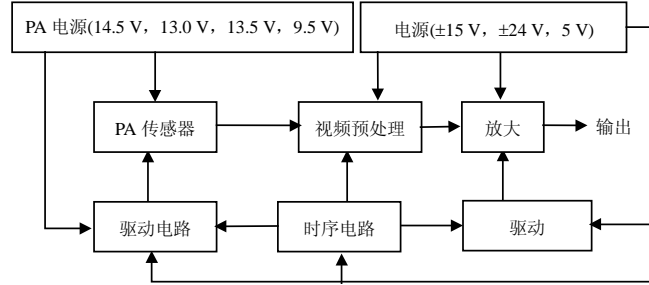 PA 电源(14.5 V，13.0 V，13.5 V，9.5 V)
电源(±15 V，±24 V，5 V)
PA 传感器
视频预处理
放大
输出
驱动电路
时序电路
驱动